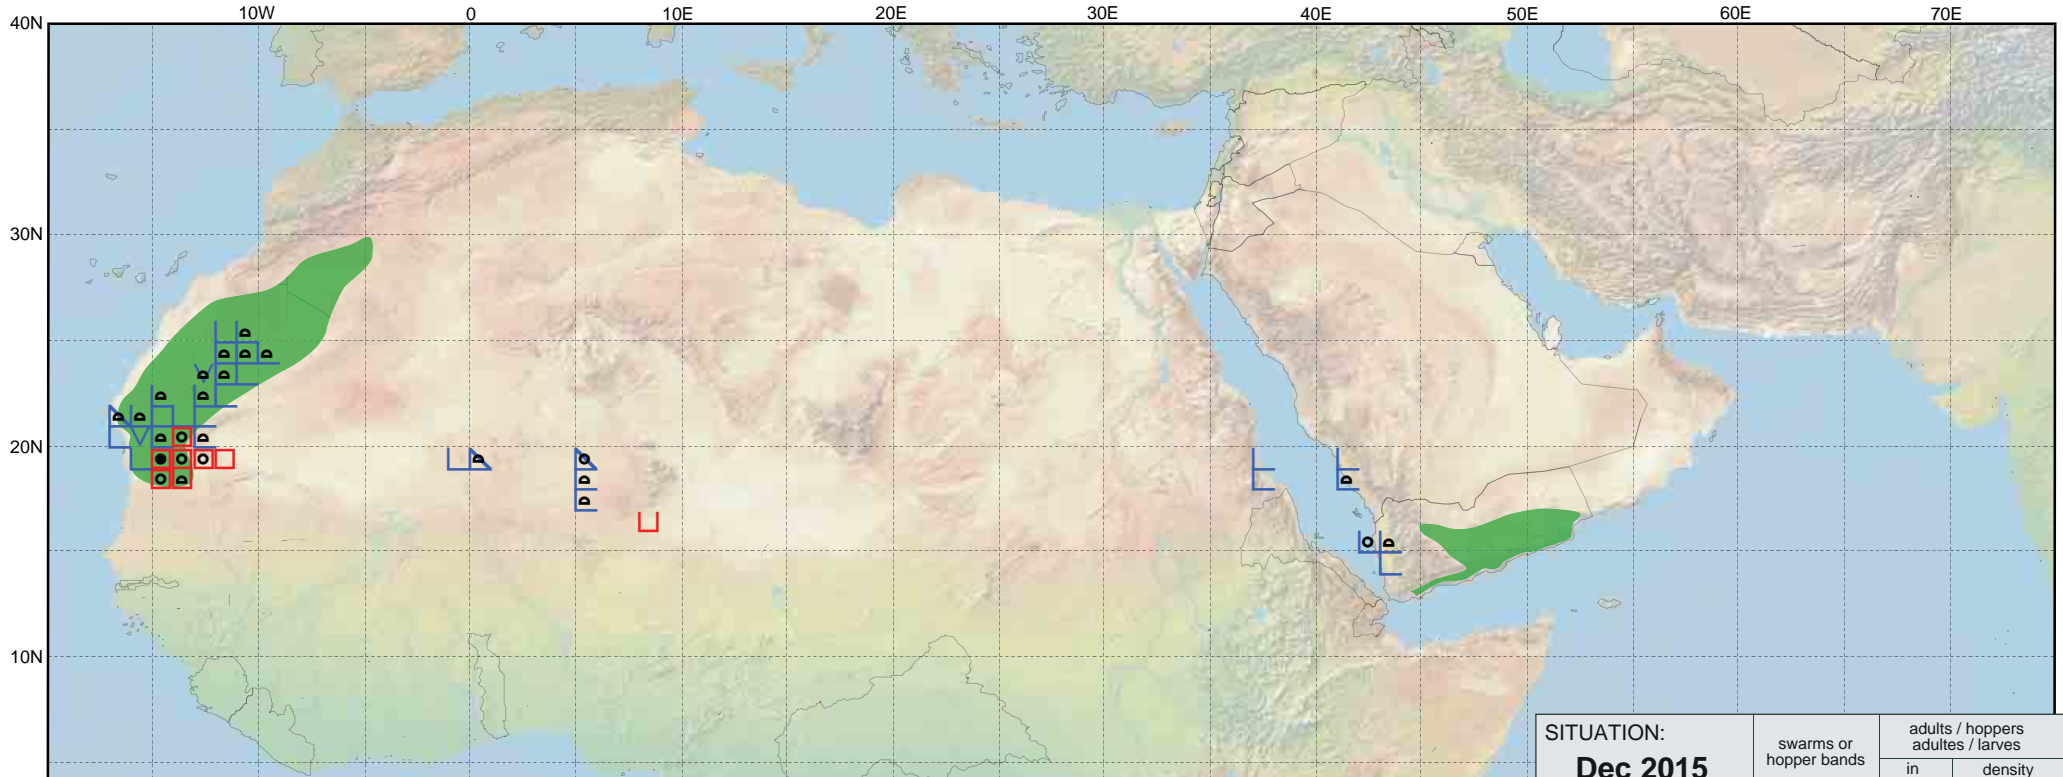 10W 0 10E 20E 30E 40E 50E 60E 70E
40N
30N
20N
10N
SITUATION:
Dec 2015
swarms or
hopper bands
adults / hoppers
adultes / larves
in
density